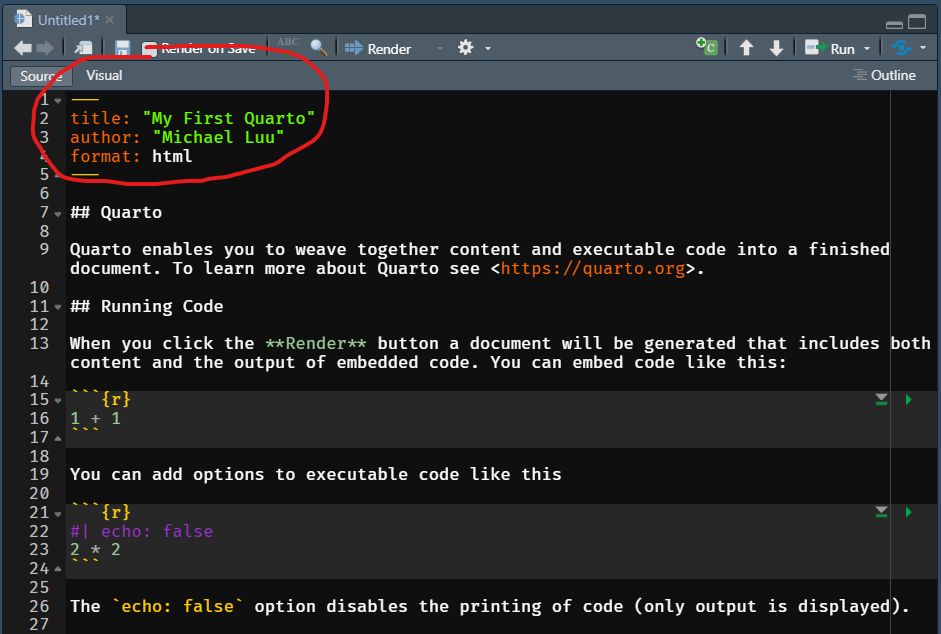 Untitled1*
Render on Save ABC Render Run
Source Visual Outline
1 ---
2 title: "My First Quarto"
3 author: "Michael Luu"
4 format: html
5 ---
6
7 ## Quarto
8
9 Quarto enables you to weave together content and executable code into a finished
document. To learn more about Quarto see <https://quarto.org>.
10
11 ## Running Code
12
13 When you click the **Render** button a document will be generated that includes both
content and the output of embedded code. You can embed code like this:
14
15 ```{r}
16 1 + 1
17 ```
18
19 You can add options to executable code like this
20
21 ```{r}
22 #| echo: false
23 2 * 2
24 ```
25
26 The `echo: false` option disables the printing of code (only output is displayed).
27